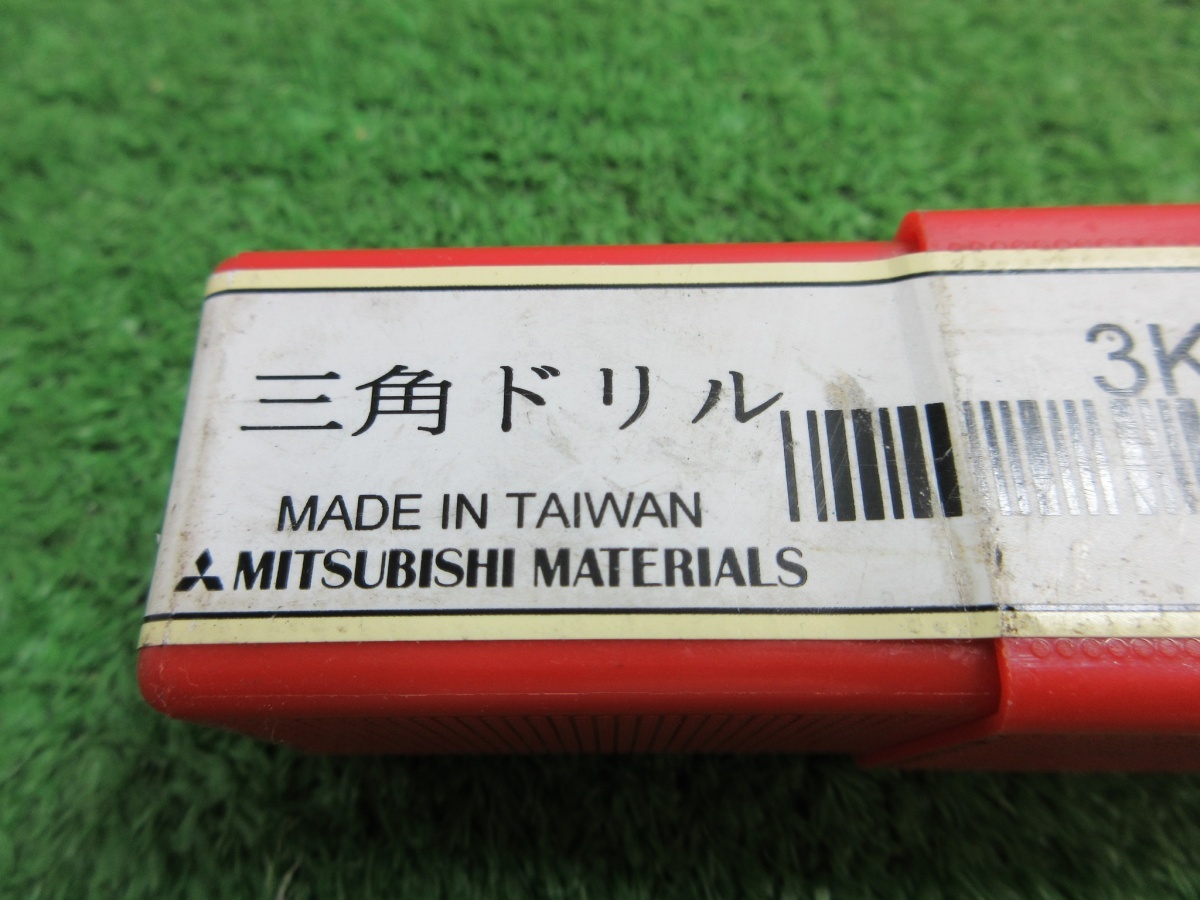 三角ドリル
3K
MADE IN TAIWAN
MITSUBISHI MATERIALS